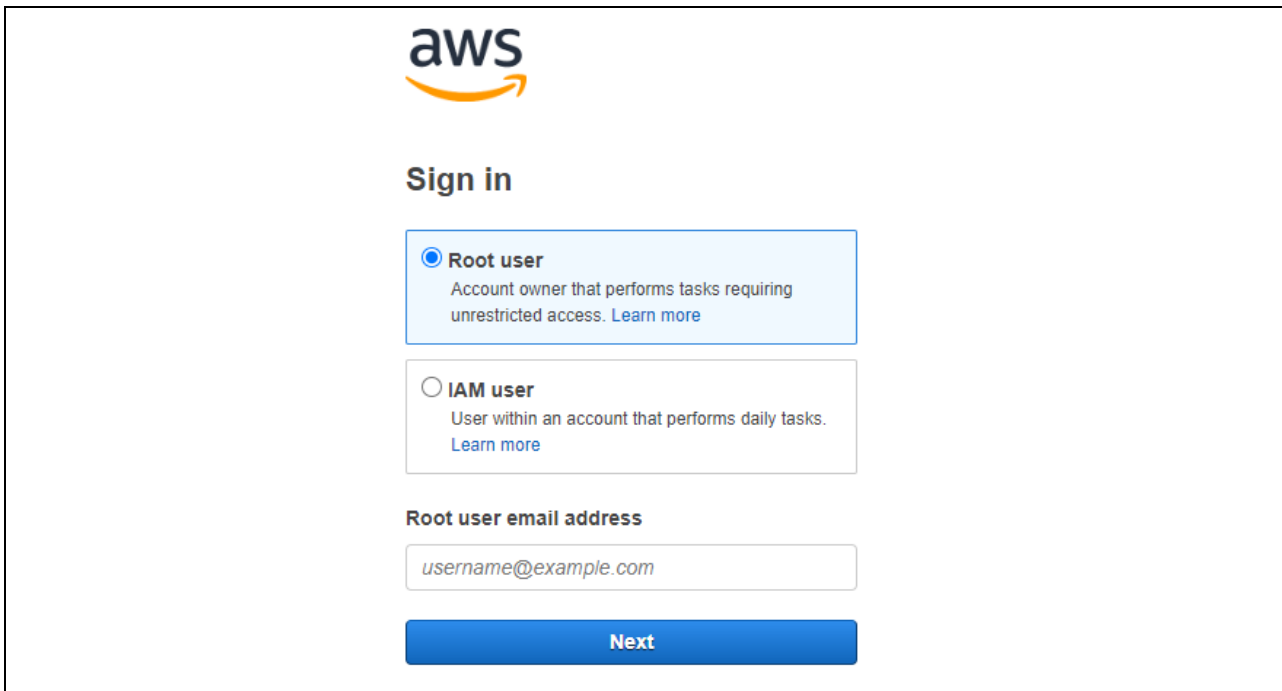 aws
Sign in
Root user
Account owner that performs tasks requiring
unrestricted access. Learn more
IAM user
User within an account that performs daily tasks.
Learn more
Root user email address
username@example.com
Next